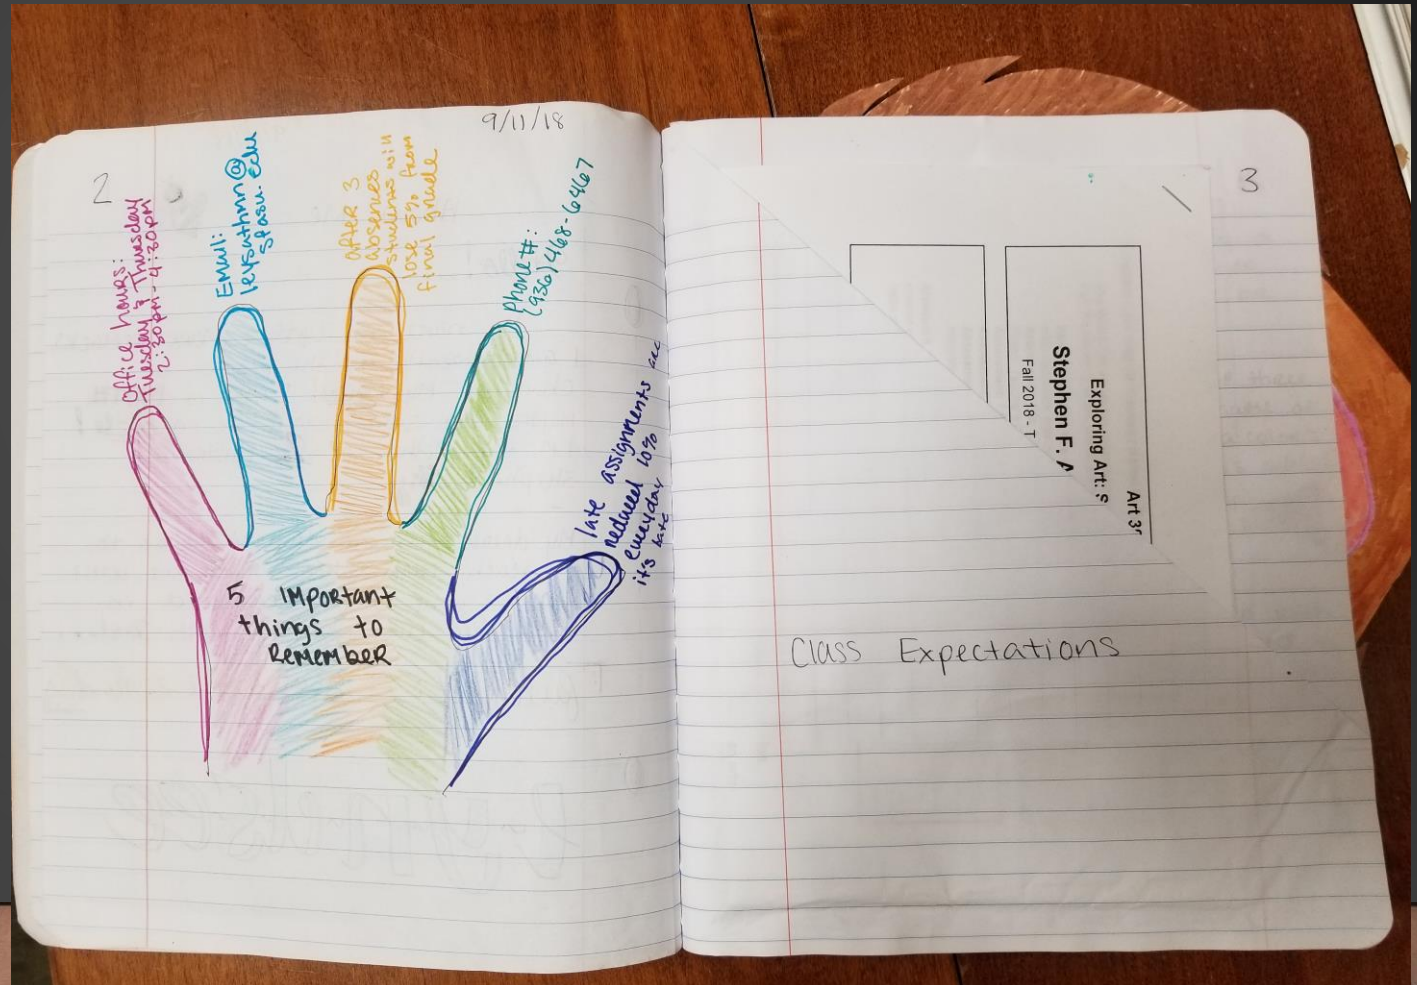 9/11/18
2
Office hours:
Tuesday & Thursday
2:30pm - 4:30pm
Email:
@
sfasu.edu
after 3
absences
students will
lose 5% from
final grade
Phone #:
(936) 468-6467
late assignments are
reduced 10%
everyday
it's late
5 Important
things to
Remember
3
Art 3
Exploring Art: S
Stephen F. A
Fall 2018 - T
Class Expectations